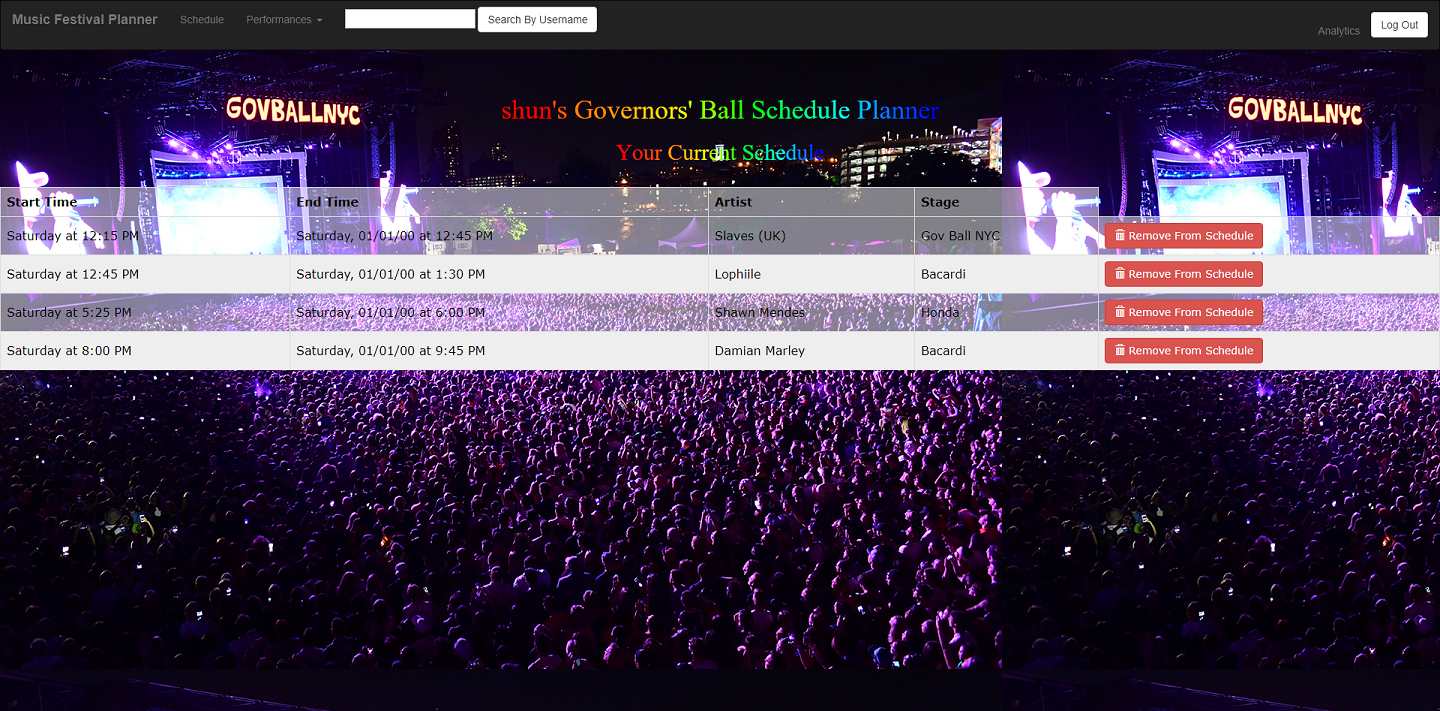 Music Festival Planner Schedule Performances Search By Username Analytics Log Out
GOVBALLNYC GOVBALLNYC
shun's Governors' Ball Schedule Planner
Your Current Schedule
Start Time End Time Artist Stage
Saturday at 12:15 PM Saturday, 01/01/00 at 12:45 PM Slaves (UK) Gov Ball NYC Remove From Schedule
Saturday at 12:45 PM Saturday, 01/01/00 at 1:30 PM Lophiile Bacardi Remove From Schedule
Saturday at 5:25 PM Saturday, 01/01/00 at 6:00 PM Shawn Mendes Honda Remove From Schedule
Saturday at 8:00 PM Saturday, 01/01/00 at 9:45 PM Damian Marley Bacardi Remove From Schedule